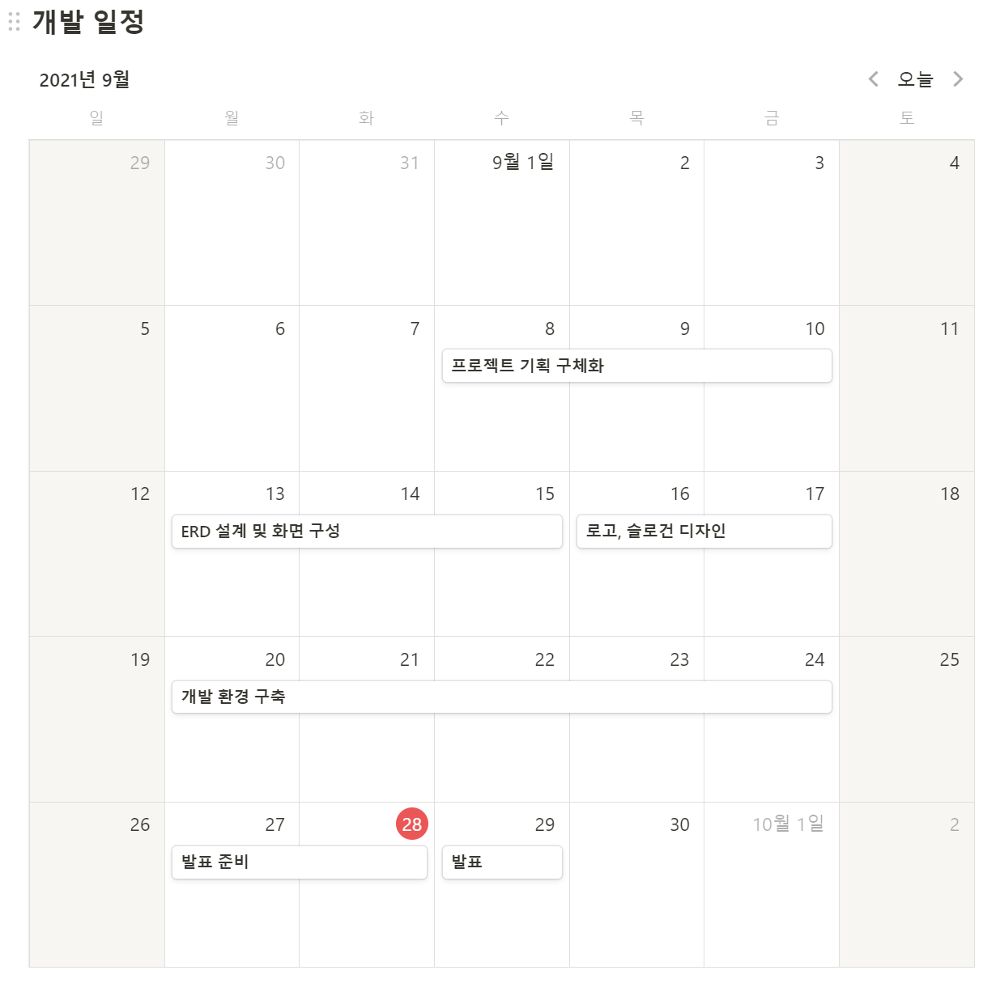 개발 일정
2021년 9월
오늘
일 월 화 수 목 금 토
29 30 31 9월 1일 2 3 4
5 6 7 8 9 10 11
프로젝트 기획 구체화
12 13 14 15 16 17 18
ERD 설계 및 화면 구성 로고, 슬로건 디자인
19 20 21 22 23 24 25
개발 환경 구축
26 27 28 29 30 10월 1일 2
발표 준비 발표